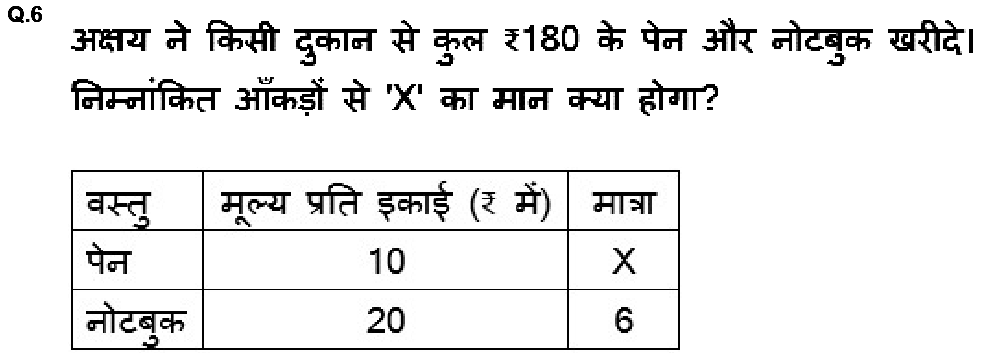 Q.6
अक्षय ने किसी दुकान से कुल ₹180 के पेन और नोटबुक खरीदे।
निम्नांकित आँकड़ों से 'X' का मान क्या होगा?
वस्तु मूल्य प्रति इकाई (₹ में) मात्रा
पेन 10 X
नोटबुक 20 6